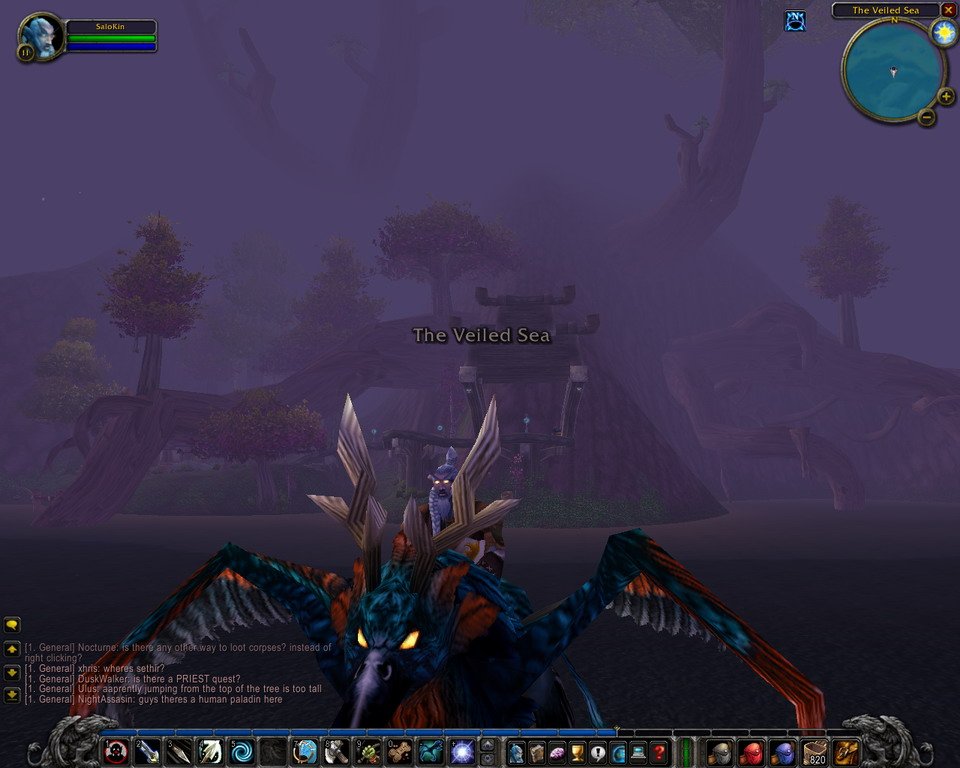 SaloKin
11
The Veiled Sea
N
N
The Veiled Sea
[1. General] Nocturne: is there any other way to loot corpses? instead of
right clicking?
[1. General] xhris: wheres sethir?
[1. General] DuskWalker: is there a PRIEST quest?
[1. General] Ulus: aaprently jumping from the top of the tree is too tall
[1. General] NightAssasin: guys theres a human paladin here
820